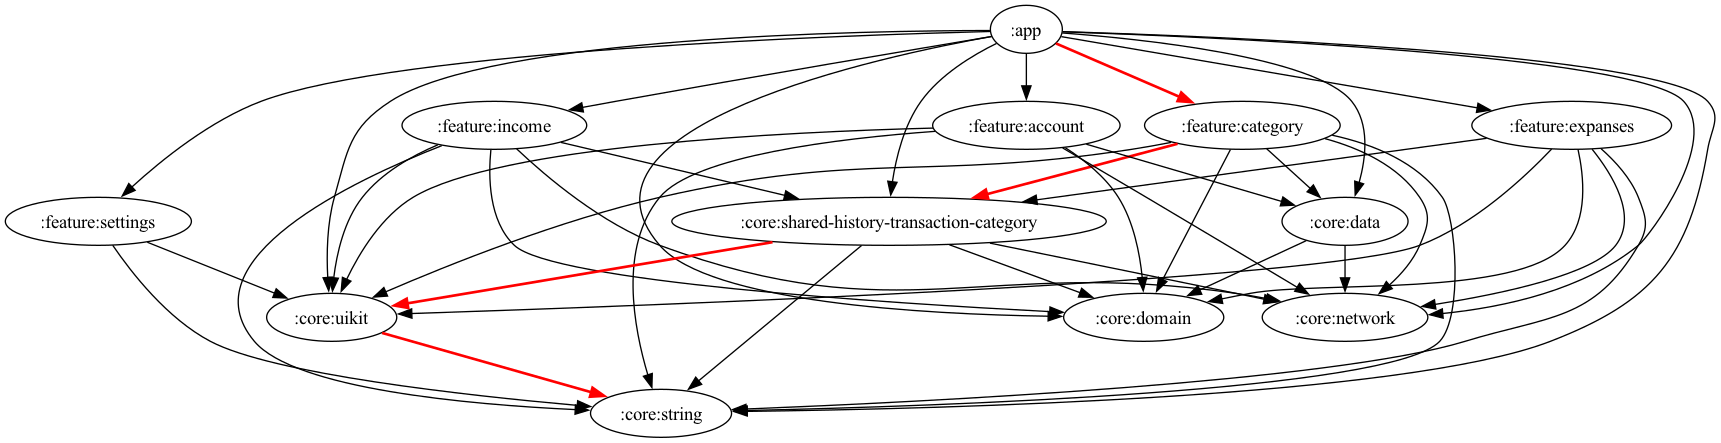 :app
:feature:income
:feature:account
:feature:category
:feature:expanses
:feature:settings
:core:shared-history-transaction-category
:core:data
:core:uikit
:core:domain
:core:network
:core:string